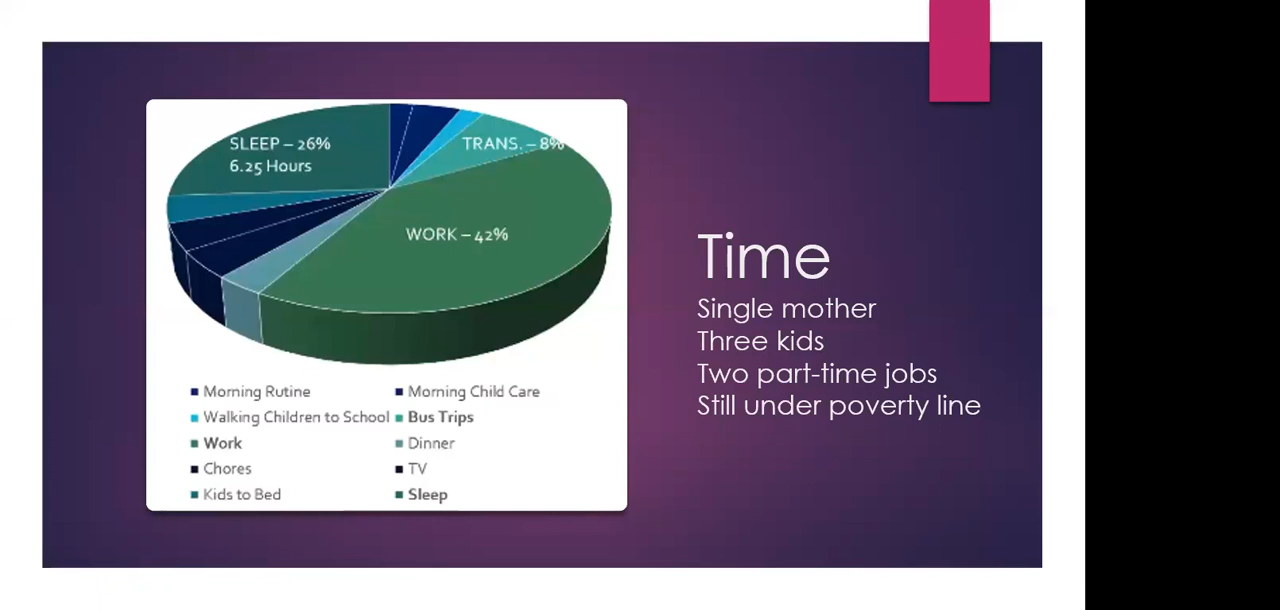 SLEEP – 26%
6.25 Hours
TRANS. – 8%
WORK – 42%
Morning Rutine
Morning Child Care
Walking Children to School
Bus Trips
Work
Dinner
Chores
TV
Kids to Bed
Sleep
Time
Single mother
Three kids
Two part-time jobs
Still under poverty line